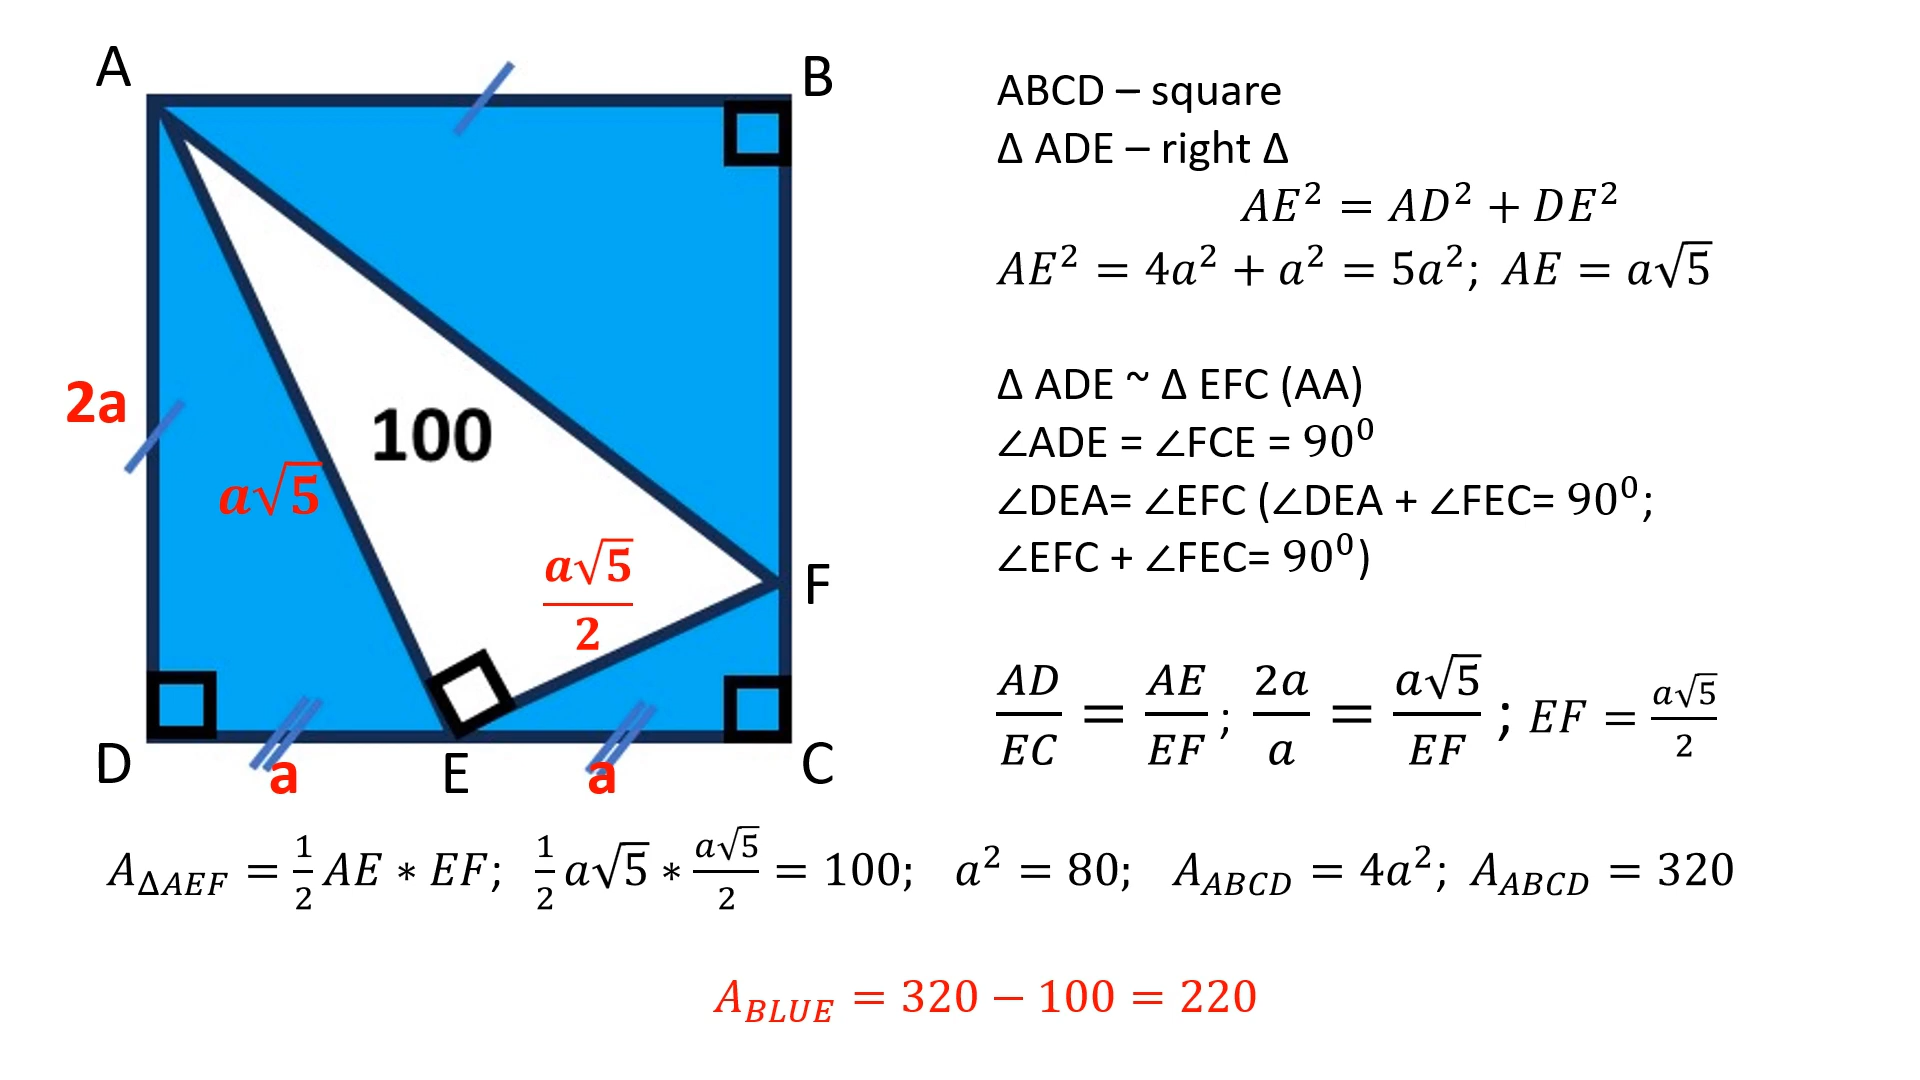 A
B
2a
100
a√5
a√5/2
F
D
a
E
a
C
ABCD – square
Δ ADE – right Δ
AE² = AD² + DE²
AE² = 4a² + a² = 5a²; AE = a√5
Δ ADE ~ Δ EFC (AA)
∠ADE = ∠FCE = 90⁰
∠DEA= ∠EFC (∠DEA + ∠FEC= 90⁰;
∠EFC + ∠FEC= 90⁰)
AD/EC = AE/EF; 2a/a = a√5/EF; EF = a√5/2
A_ΔAEF = 1/2 AE * EF; 1/2 a√5 * a√5/2 = 100; a² = 80; A_ABCD = 4a²; A_ABCD = 320
A_BLUE = 320 − 100 = 220